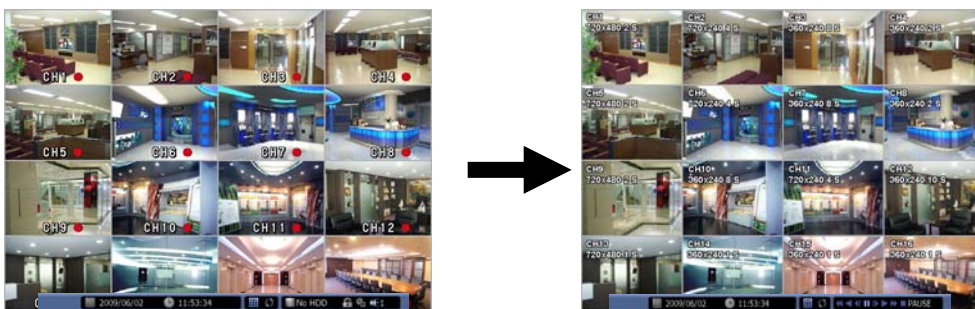 CH1
CH2
CH3
CH4
CH5
CH6
CH7
CH8
CH9
CH10
CH11
CH12
2009/06/02 11:53:34 No HDD 1
CH1
720x480 2 S
CH2
720x240 4 S
CH3
360x240 8 S
CH4
360x240 2 S
CH5
720x480 2 S
CH6
720x240 4 S
CH7
360x240 8 S
CH8
360x240 2 S
CH9
720x480 2 S
CH10
360x240 8 S
CH11
720x240 4 S
CH12
360x240 10 S
CH13
720x480 1 S
CH14
360x240 1 S
CH15
360x240 1 S
CH16
360x240 1 S
2009/06/02 11:53:34 PAUSE